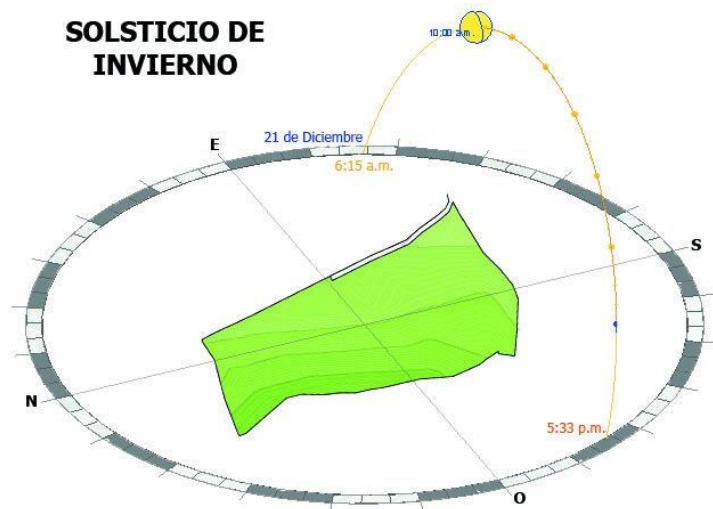 SOLSTICIO DE
INVIERNO
10:00 a.m.
21 de Diciembre
E
6:15 a.m.
S
N
5:33 p.m.
O